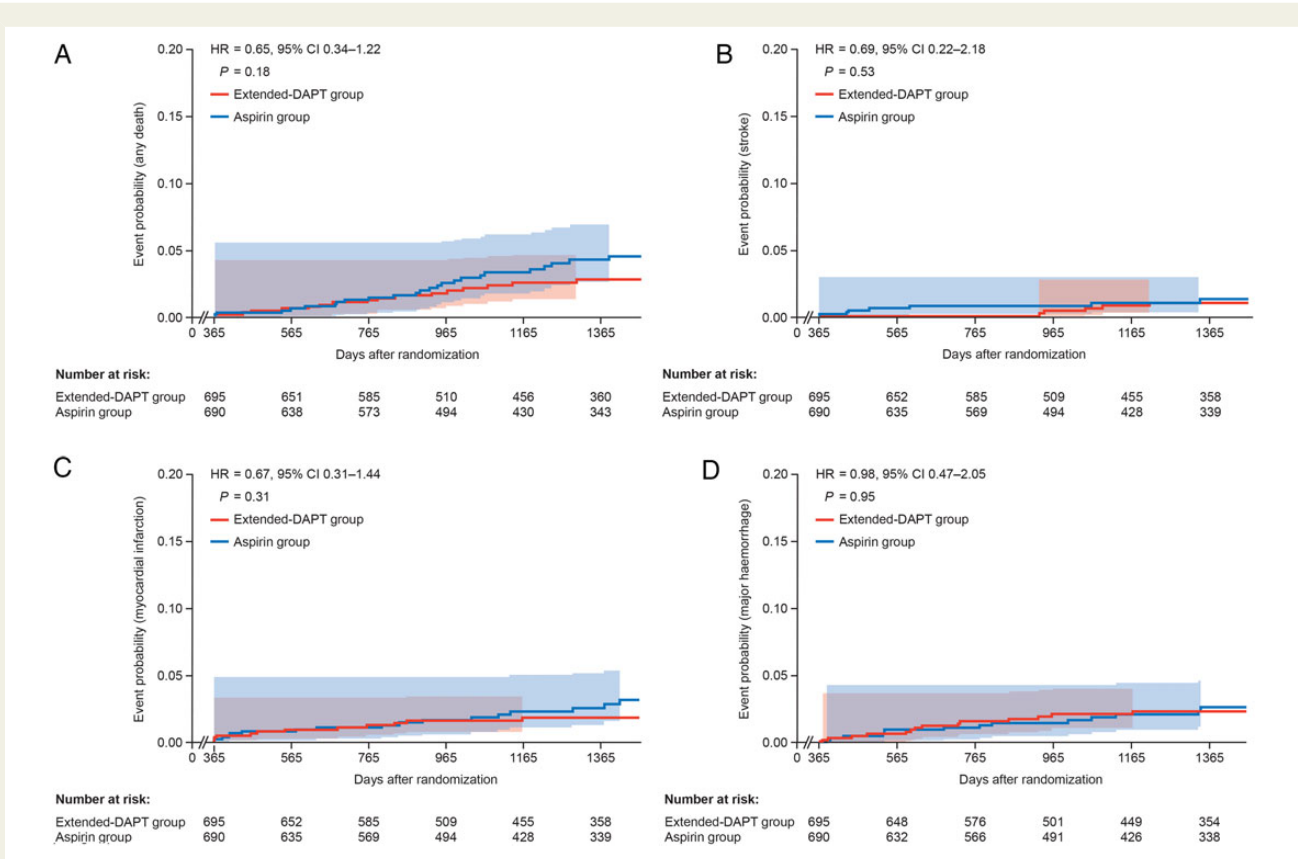 A
HR = 0.65, 95% CI 0.34–1.22
P = 0.18
Extended-DAPT group
Aspirin group
Event probability (any death)
0.20
0.15
0.10
0.05
0.00
0 365 565 765 965 1165 1365
Days after randomization
Number at risk:
Extended-DAPT group 695 651 585 510 456 360
Aspirin group 690 638 573 494 430 343
B
HR = 0.69, 95% CI 0.22–2.18
P = 0.53
Extended-DAPT group
Aspirin group
Event probability (stroke)
0.20
0.15
0.10
0.05
0.00
0 365 565 765 965 1165 1365
Days after randomization
Number at risk:
Extended-DAPT group 695 652 585 509 455 358
Aspirin group 690 635 569 494 428 339
C
HR = 0.67, 95% CI 0.31–1.44
P = 0.31
Extended-DAPT group
Aspirin group
Event probability (myocardial infarction)
0.20
0.15
0.10
0.05
0.00
0 365 565 765 965 1165 1365
Days after randomization
Number at risk:
Extended-DAPT group 695 652 585 509 455 358
Aspirin group 690 635 569 494 428 339
D
HR = 0.98, 95% CI 0.47–2.05
P = 0.95
Extended-DAPT group
Aspirin group
Event probability (major haemorrhage)
0.20
0.15
0.10
0.05
0.00
0 365 565 765 965 1165 1365
Days after randomization
Number at risk:
Extended-DAPT group 695 648 576 501 449 354
Aspirin group 690 632 566 491 426 338